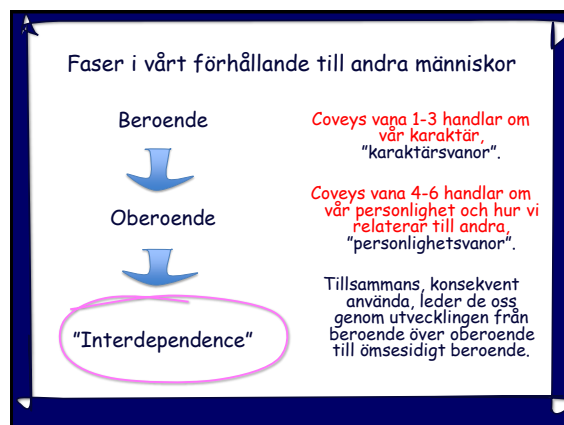 Faser i vårt förhållande till andra människor
Beroende
Oberoende
”Interdependence”
Coveys vana 1-3 handlar om
vår karaktär,
”karaktärsvanor”.
Coveys vana 4-6 handlar om
vår personlighet och hur vi
relaterar till andra,
”personlighetsvanor”.
Tillsammans, konsekvent
använda, leder de oss
genom utvecklingen från
beroende över oberoende
till ömsesidigt beroende.